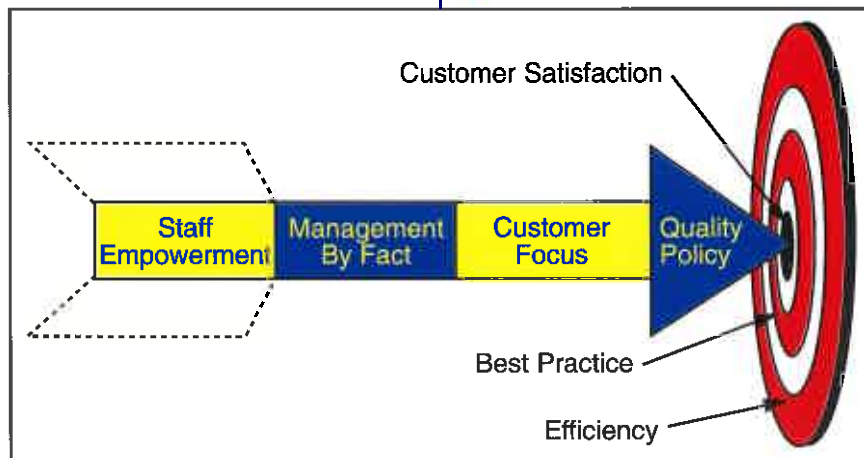 Customer Satisfaction
Staff
Empowerment
Management
By Fact
Customer
Focus
Quality
Policy
Best Practice
Efficiency